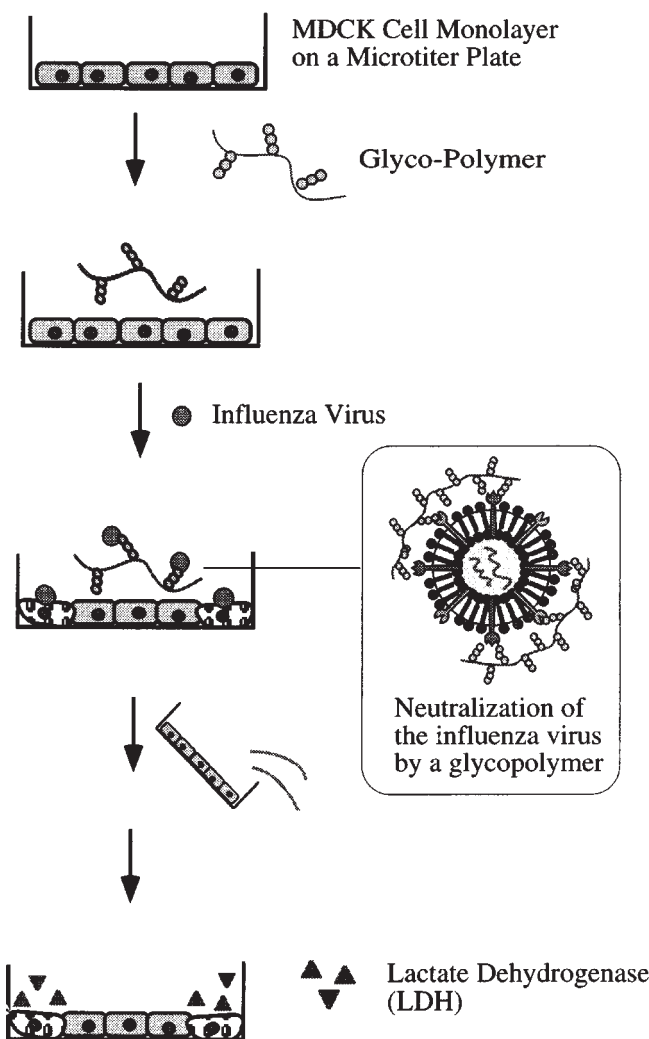 MDCK Cell Monolayer
on a Microtiter Plate
Glyco-Polymer
Influenza Virus
Neutralization of
the influenza virus
by a glycopolymer
Lactate Dehydrogenase
(LDH)